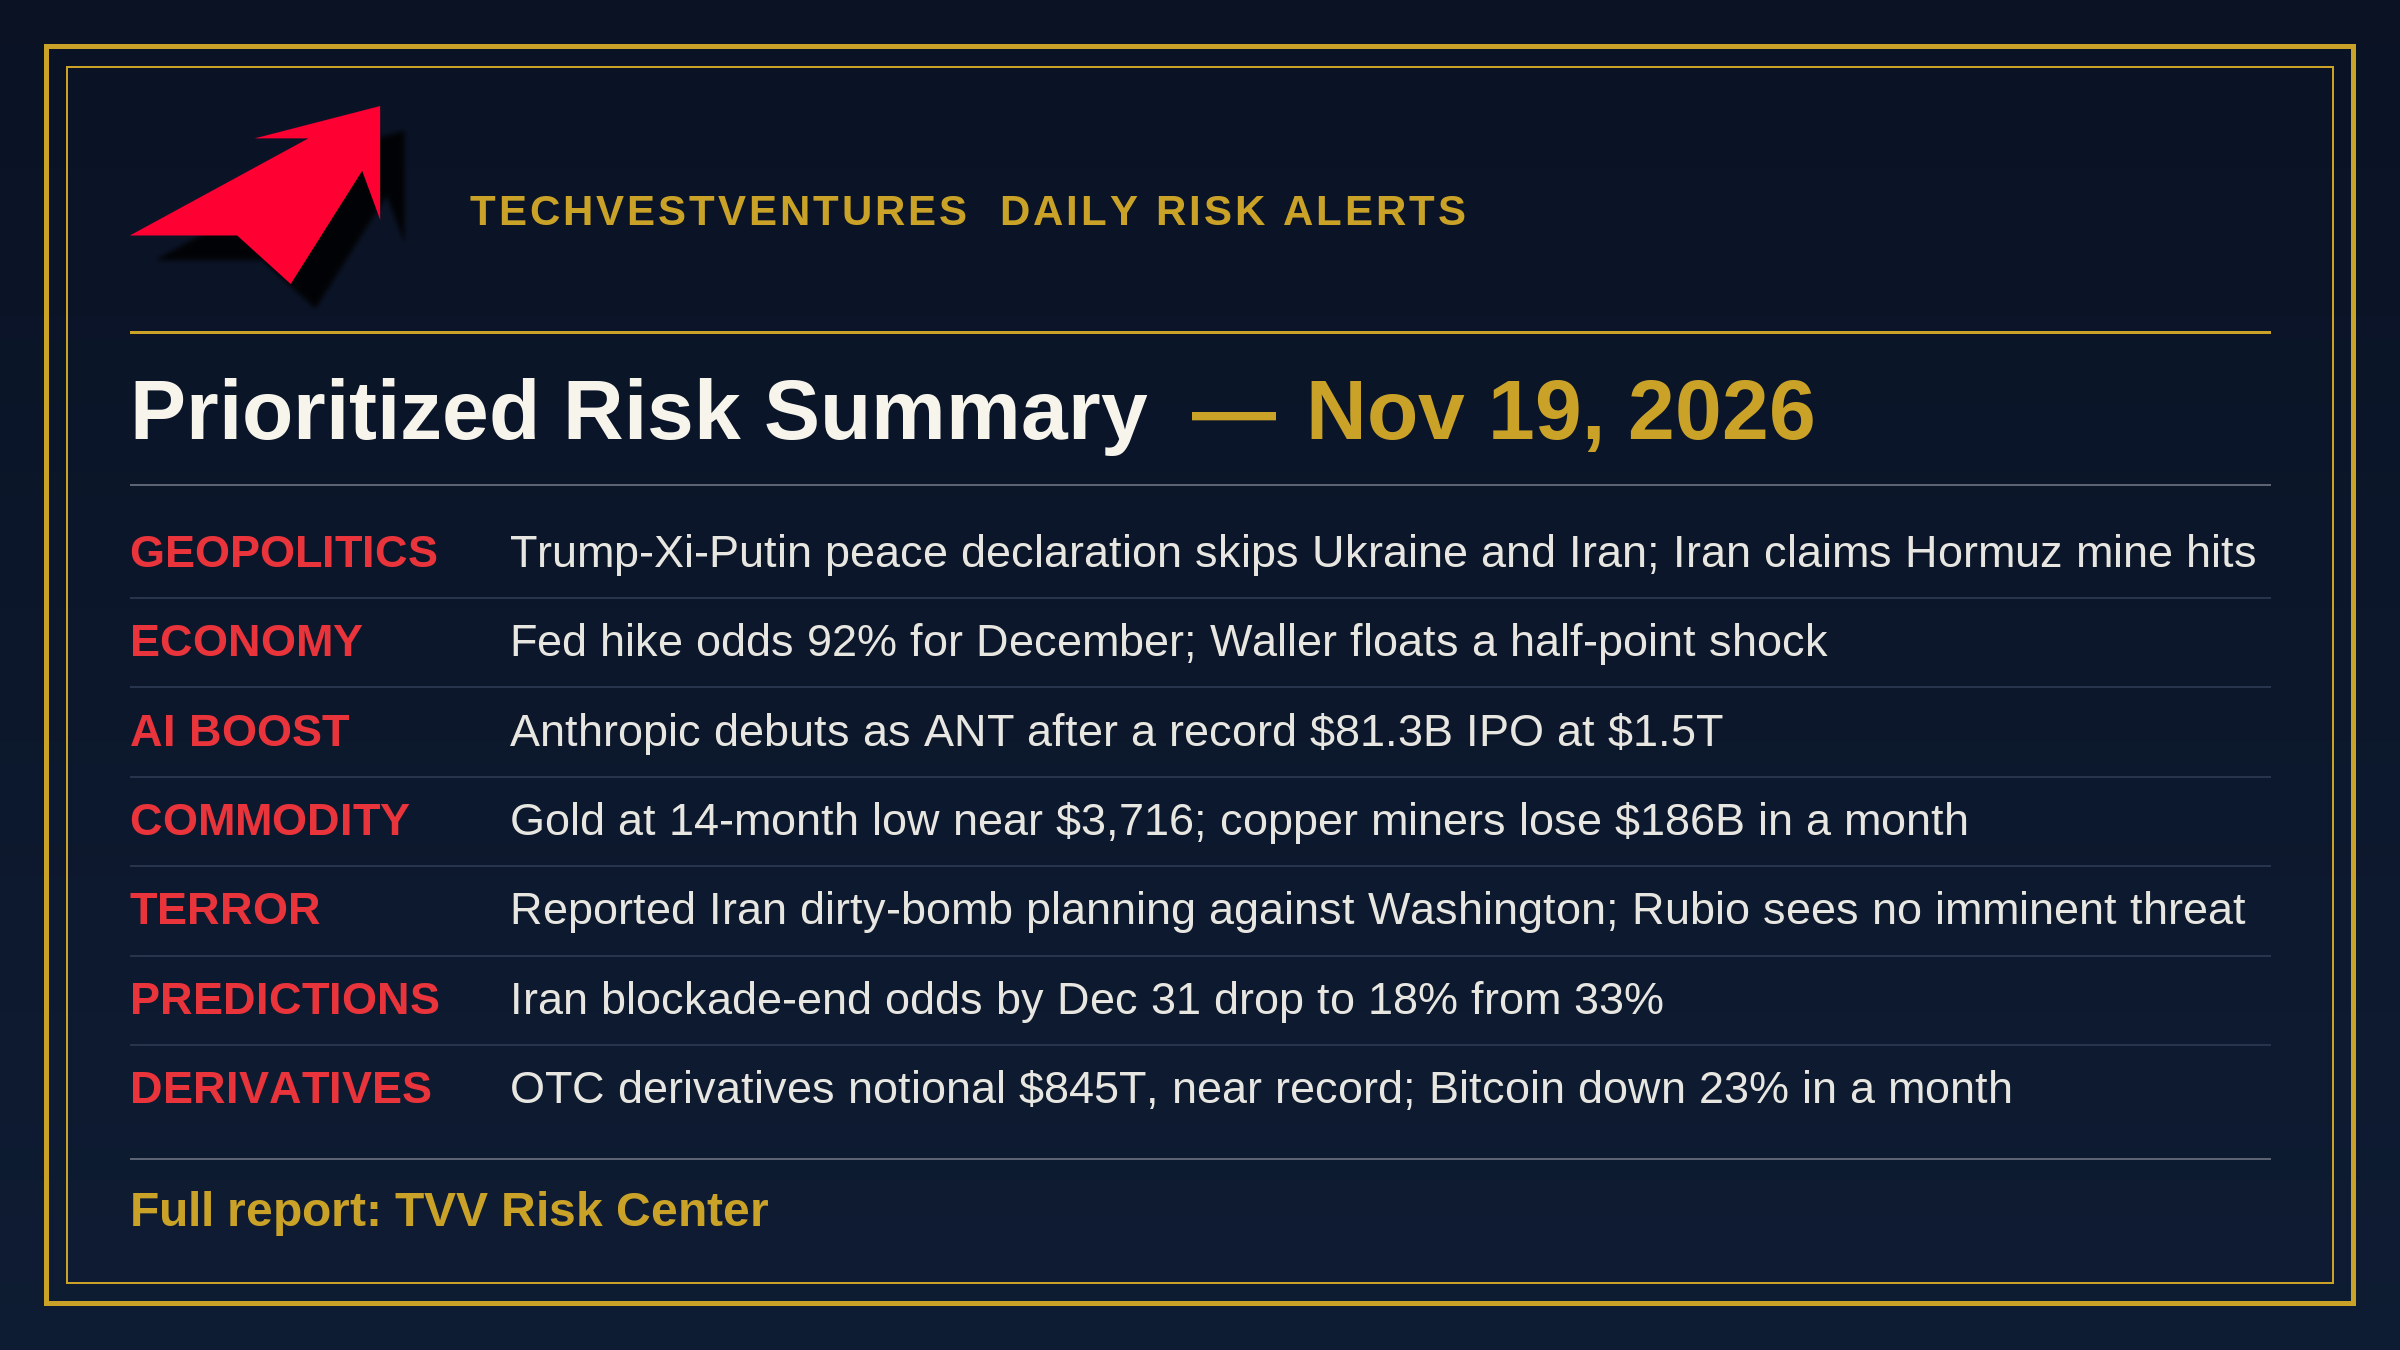 TECHVESTVENTURES DAILY RISK ALERTS
Prioritized Risk Summary — Nov 19, 2026
GEOPOLITICS Trump-Xi-Putin peace declaration skips Ukraine and Iran; Iran claims Hormuz mine hits
ECONOMY Fed hike odds 92% for December; Waller floats a half-point shock
AI BOOST Anthropic debuts as ANT after a record $81.3B IPO at $1.5T
COMMODITY Gold at 14-month low near $3,716; copper miners lose $186B in a month
TERROR Reported Iran dirty-bomb planning against Washington; Rubio sees no imminent threat
PREDICTIONS Iran blockade-end odds by Dec 31 drop to 18% from 33%
DERIVATIVES OTC derivatives notional $845T, near record; Bitcoin down 23% in a month
Full report: TVV Risk Center